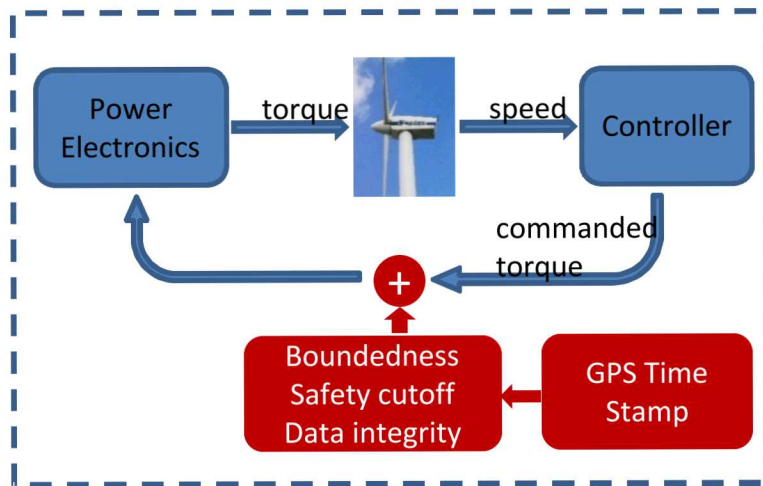 Power
Electronics
torque
speed
Controller
commanded
torque
+
Boundedness
Safety cutoff
Data integrity
GPS Time
Stamp